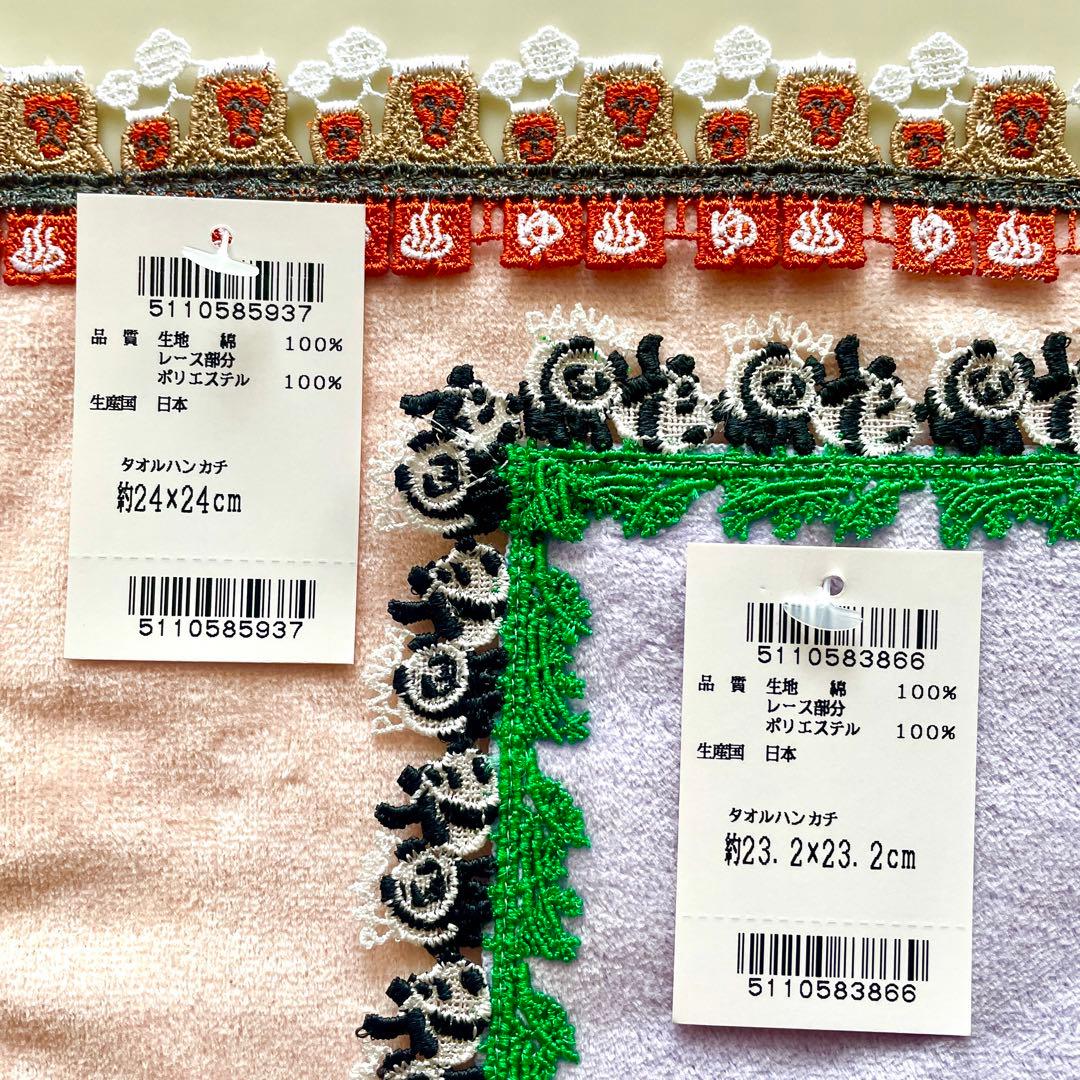 ♨ ♨ ゆ ♨ ゆ ♨ ゆ ♨
5110585937
品 質 生地 綿 100%
レース部分
ポリエステル 100%
生産国 日本
タオルハンカチ
約24×24cm
5110585937
5110583866
品 質 生地 綿 100%
レース部分
ポリエステル 100%
生産国 日本
タオルハンカチ
約23.2×23.2cm
5110583866